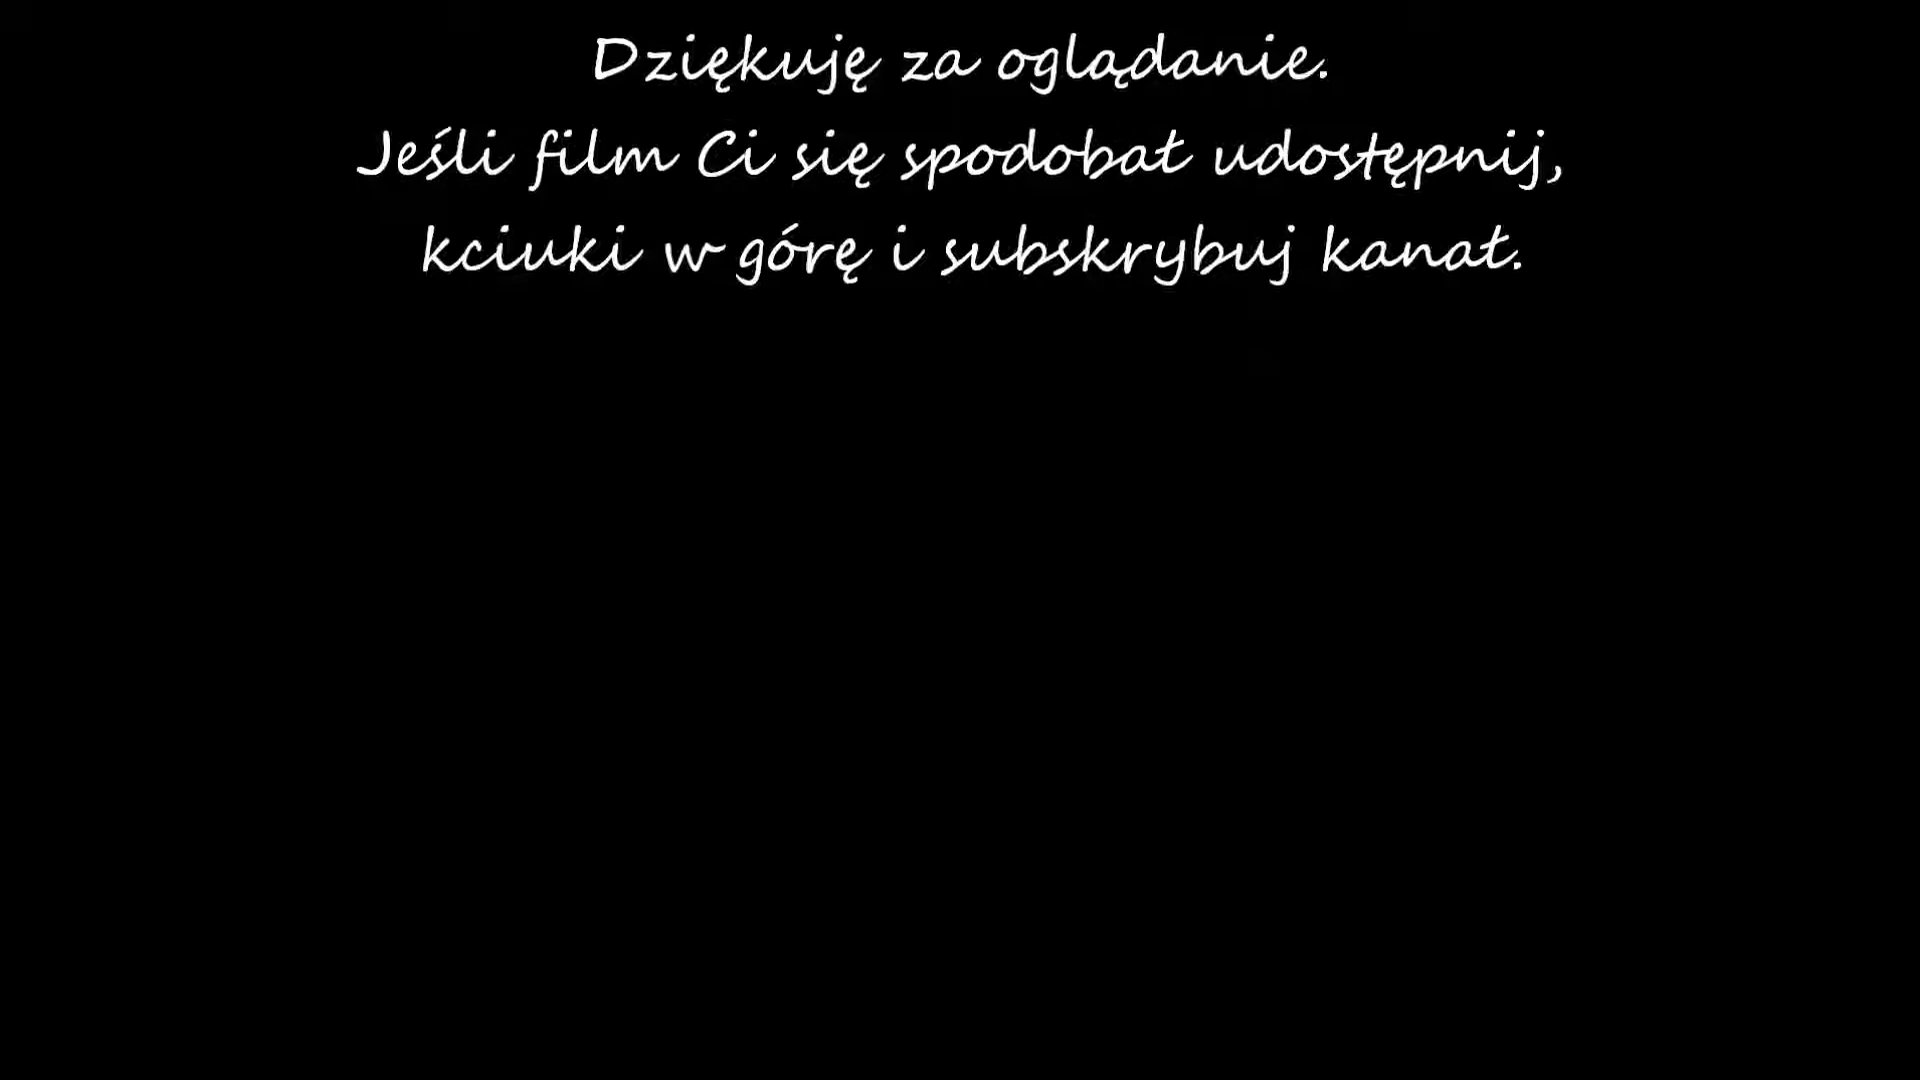 Dziękuję za oglądanie.
Jeśli film Ci się spodobał udostępnij,
kciuki w górę i subskrybuj kanał.